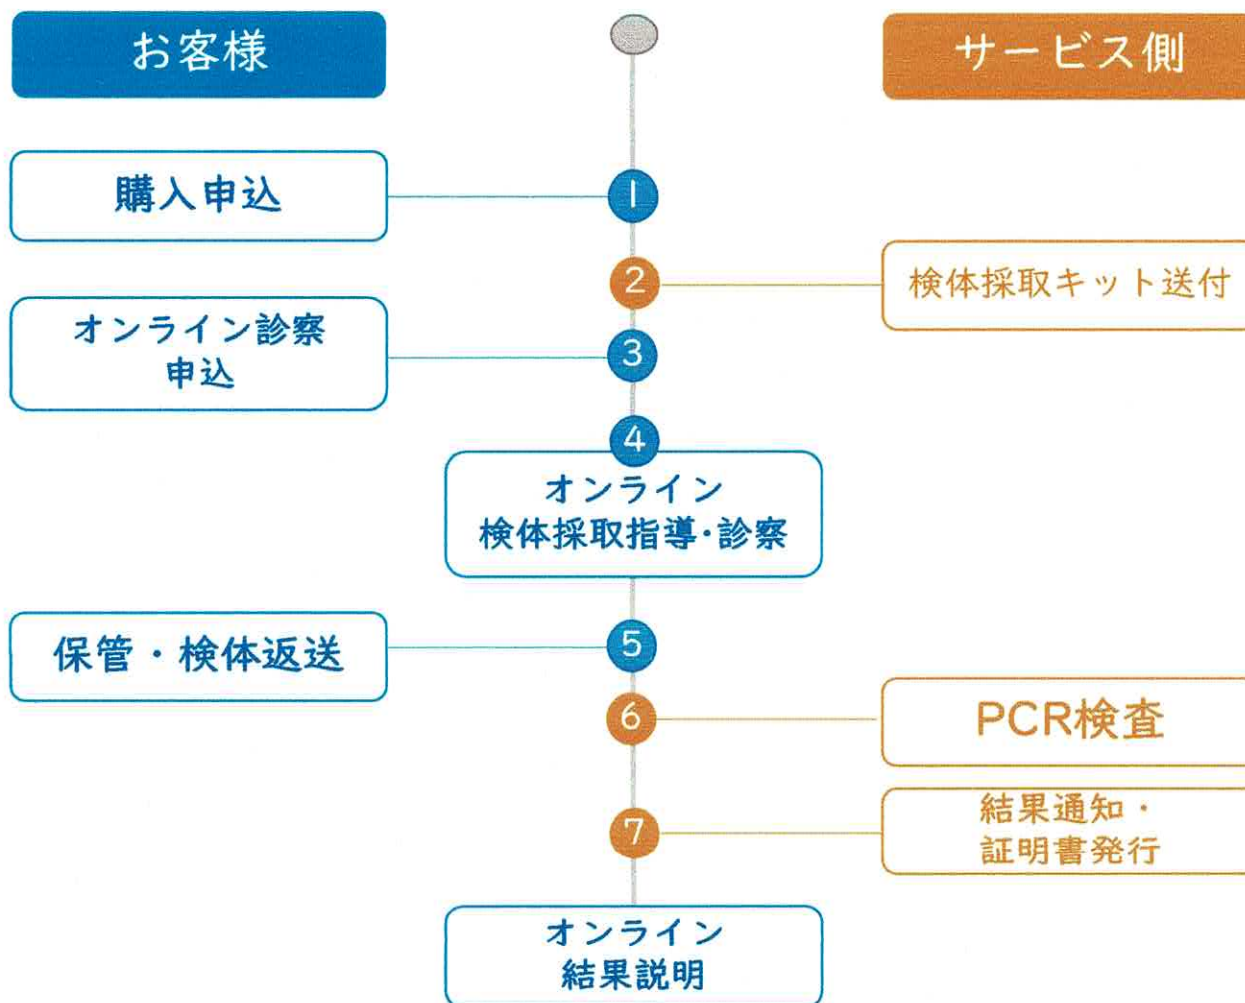 お客様
サービス側
購入申込
1
2
検体採取キット送付
オンライン診察
申込
3
4
オンライン
検体採取指導・診察
保管・検体返送
5
6
PCR検査
7
結果通知・
証明書発行
オンライン
結果説明